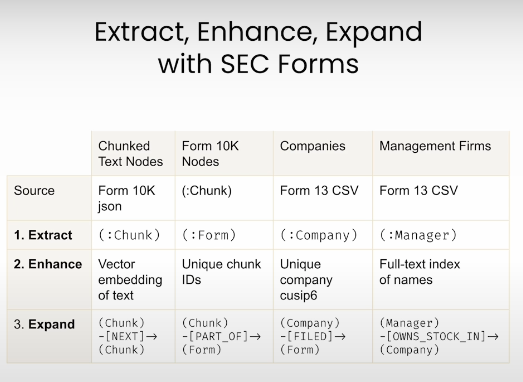 Extract, Enhance, Expand
with SEC Forms
Chunked
Text Nodes
Form 10K
Nodes
Companies
Management Firms
Source
Form 10K
json
(:Chunk)
Form 13 CSV
Form 13 CSV
1. Extract
(:Chunk)
(:Form)
(:Company)
(:Manager)
2. Enhance
Vector
embedding
of text
Unique chunk
IDs
Unique
company
cusip6
Full-text index
of names
3. Expand
(Chunk)
-[NEXT]→
(Chunk)
(Chunk)
-[PART_OF]→
(Form)
(Company)
-[FILED]→
(Form)
(Manager)
-[OWNS_STOCK_IN]→
(Company)